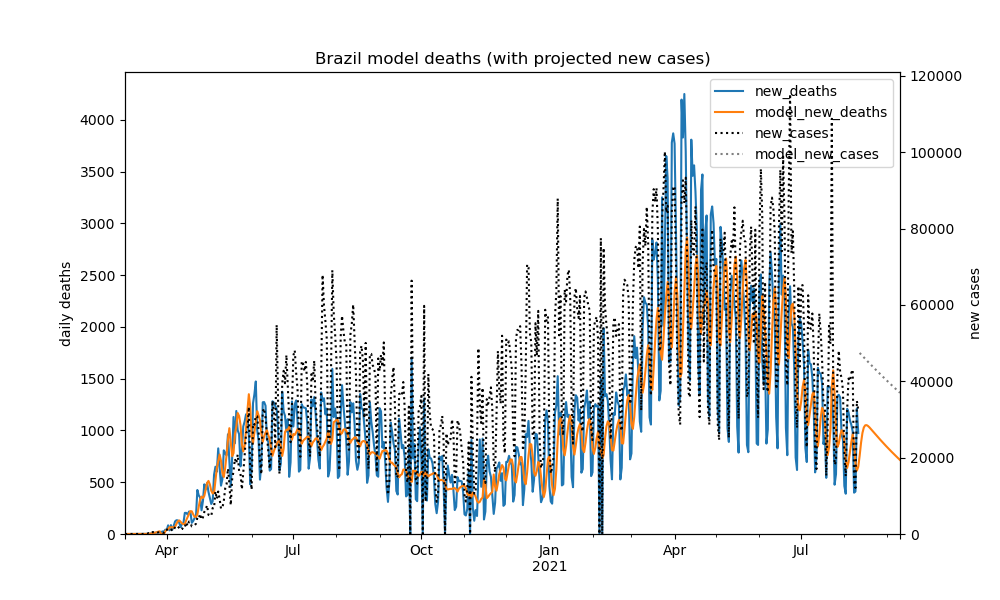 Brazil model deaths (with projected new cases)
new_deaths
model_new_deaths
new_cases
model_new_cases
daily deaths
4000
3500
3000
2500
2000
1500
1000
500
0
120000
100000
80000
60000
40000
20000
0
new cases
Apr
Jul
Oct
Jan
2021
Apr
Jul